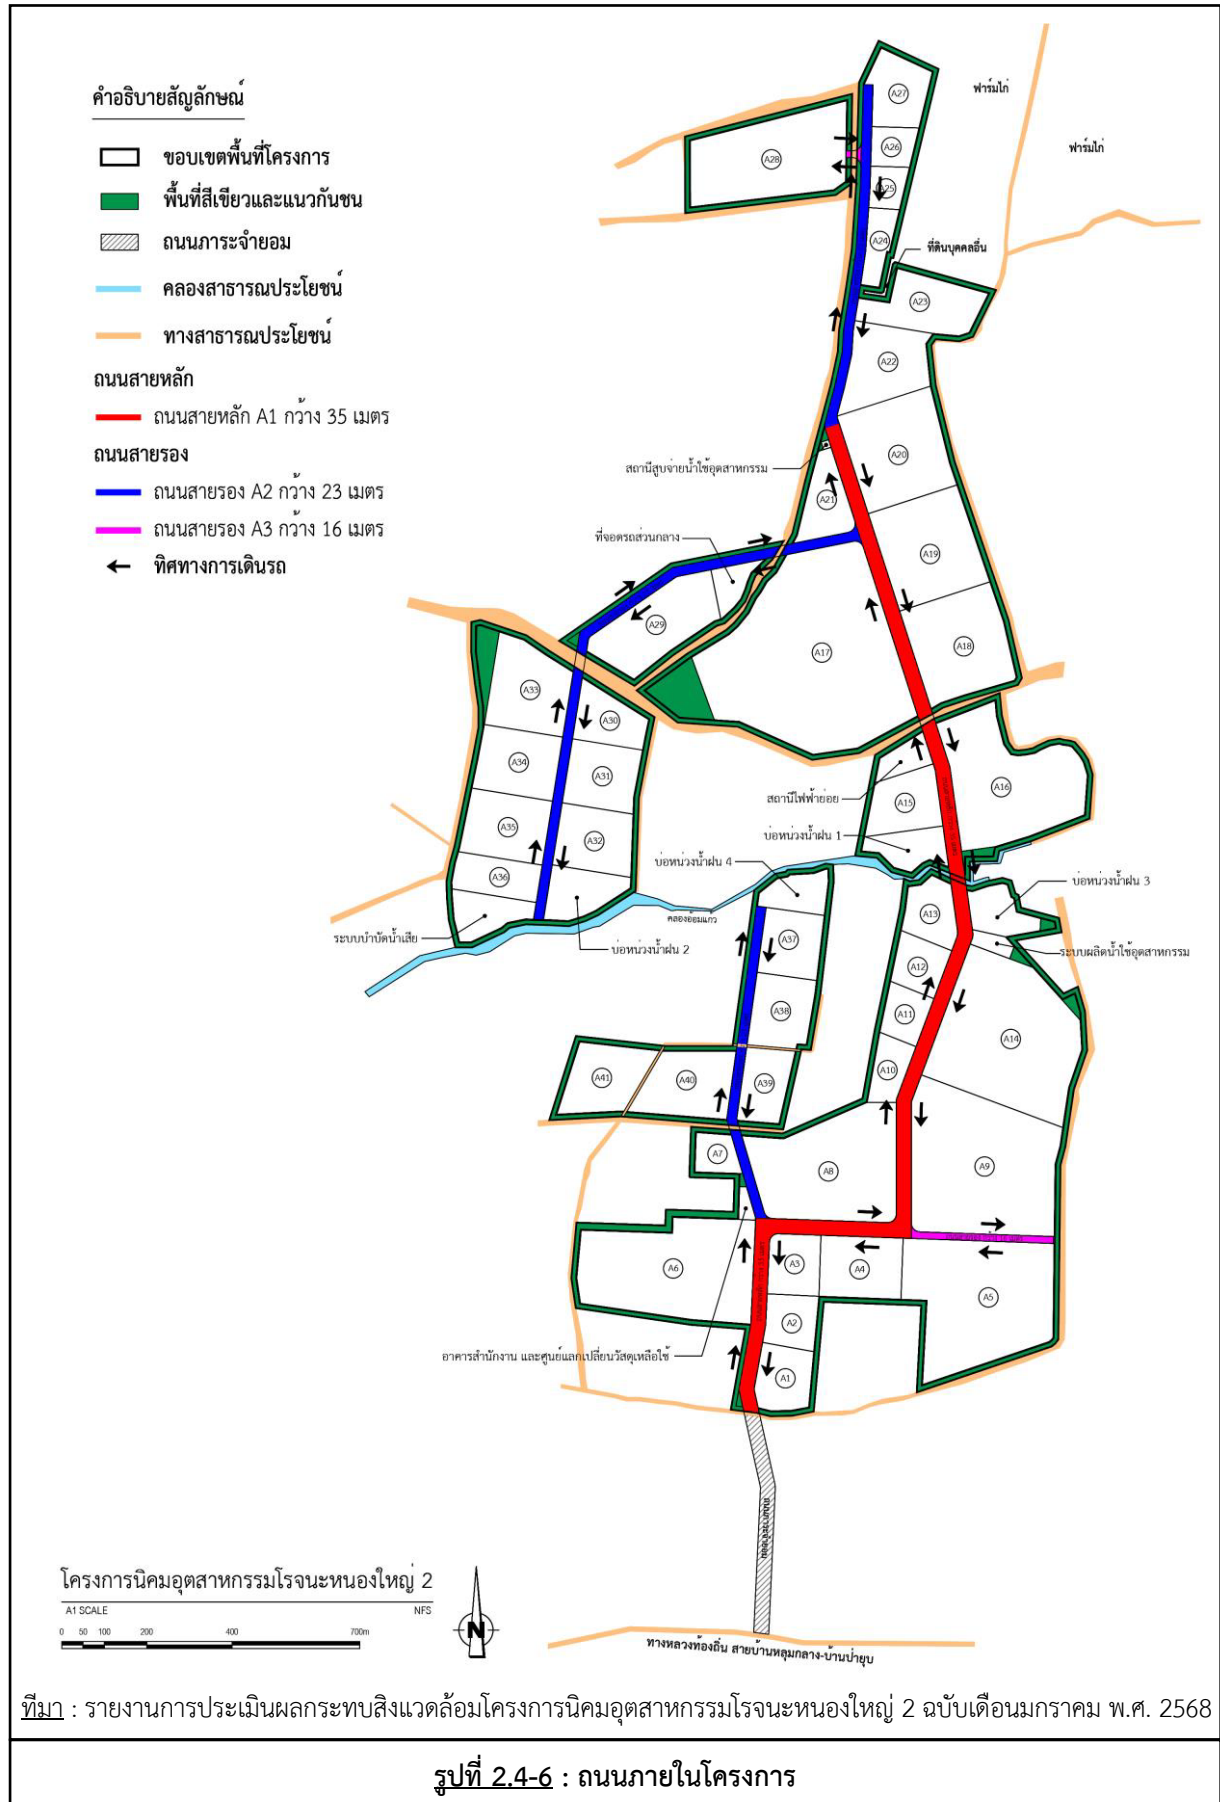 คำอธิบายสัญลักษณ์
ขอบเขตพื้นที่โครงการ
พื้นที่สีเขียวและแนวกันชน
ถนนภาระจำยอม
คลองสาธารณประโยชน์
ทางสาธารณประโยชน์
ถนนสายหลัก
ถนนสายหลัก A1 กว้าง 35 เมตร
ถนนสายรอง
ถนนสายรอง A2 กว้าง 23 เมตร
ถนนสายรอง A3 กว้าง 16 เมตร
ทิศทางการเดินรถ
ฟาร์มไก่
ฟาร์มไก่
A27
A28
A26
A25
A24
ที่ดินบุคคลอื่น
A23
A22
A20
สถานีสูบจ่ายน้ำใช้อุตสาหกรรม
A21
ที่จอดรถส่วนกลาง
A19
A29
A17
A18
A33
A30
A34
A31
A35
A32
A36
สถานีไฟฟ้าย่อย
A16
A15
บ่อหน่วงน้ำฝน 1
บ่อหน่วงน้ำฝน 4
บ่อหน่วงน้ำฝน 3
คลองอ้อมแก้ว
A13
ระบบบำบัดน้ำเสีย
บ่อหน่วงน้ำฝน 2
ระบบผลิตน้ำใช้อุตสาหกรรม
A37
A12
A38
A11
A14
A41
A40
A39
A10
A7
A8
A9
A6
A3
A4
A5
A2
อาคารสำนักงาน และศูนย์แลกเปลี่ยนวัสดุเหลือใช้
A1
ถนนภาระจำยอม
โครงการนิคมอุตสาหกรรมโรจนะหนองใหญ่ 2
A1 SCALE NFS
0 50 100 200 400 700m
N
ทางหลวงท้องถิ่น สายบ้านหลุมกลาง-บ้านป่ายุบ
ที่มา : รายงานการประเมินผลกระทบสิ่งแวดล้อมโครงการนิคมอุตสาหกรรมโรจนะหนองใหญ่ 2 ฉบับเดือนมกราคม พ.ศ. 2568
รูปที่ 2.4-6 : ถนนภายในโครงการ